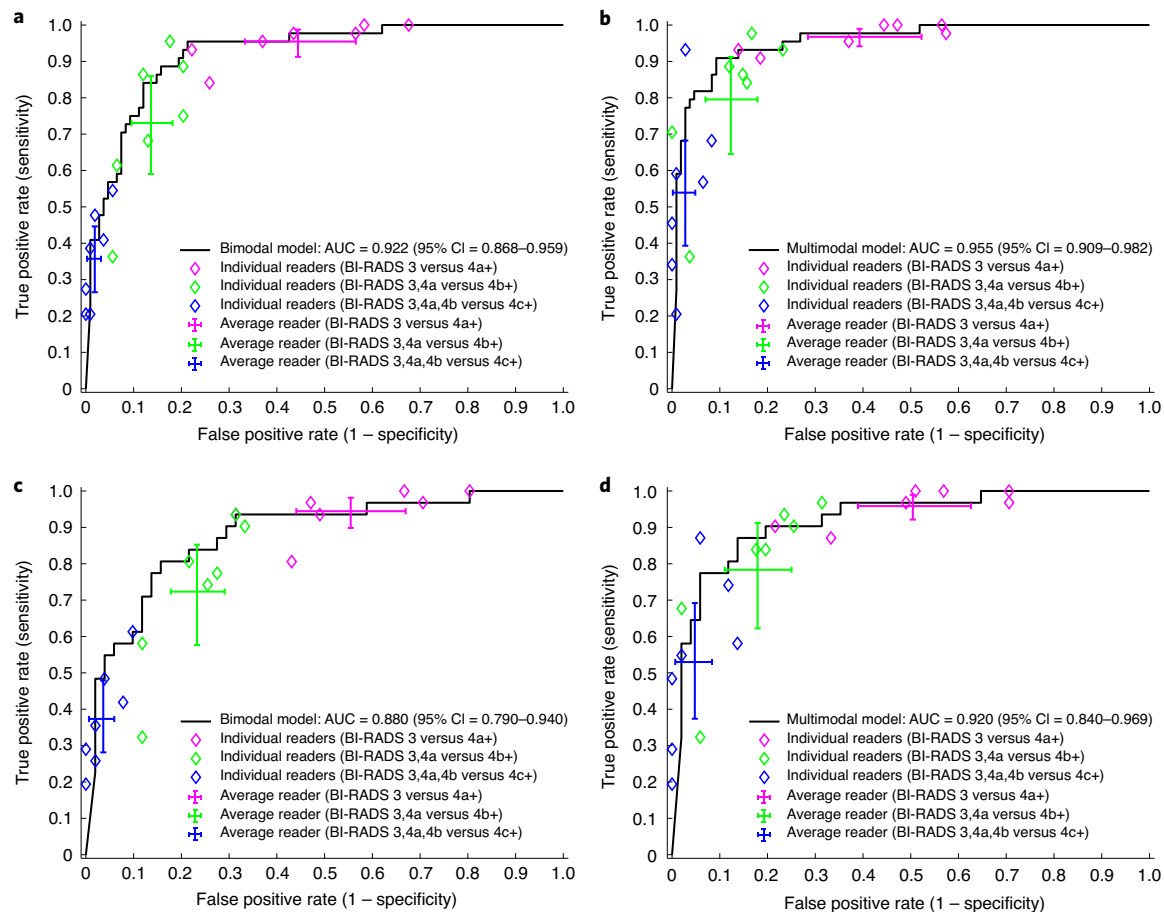 a
True positive rate (sensitivity)
1.0
0.9
0.8
0.7
0.6
0.5
0.4
0.3
0.2
0.1
0
Bimodal model: AUC = 0.922 (95% CI = 0.868–0.959)
Individual readers (BI-RADS 3 versus 4a+)
Individual readers (BI-RADS 3,4a versus 4b+)
Individual readers (BI-RADS 3,4a,4b versus 4c+)
Average reader (BI-RADS 3 versus 4a+)
Average reader (BI-RADS 3,4a versus 4b+)
Average reader (BI-RADS 3,4a,4b versus 4c+)
0 0.1 0.2 0.3 0.4 0.5 0.6 0.7 0.8 0.9 1.0
False positive rate (1 – specificity)
b
True positive rate (sensitivity)
1.0
0.9
0.8
0.7
0.6
0.5
0.4
0.3
0.2
0.1
0
Multimodal model: AUC = 0.955 (95% CI = 0.909–0.982)
Individual readers (BI-RADS 3 versus 4a+)
Individual readers (BI-RADS 3,4a versus 4b+)
Individual readers (BI-RADS 3,4a,4b versus 4c+)
Average reader (BI-RADS 3 versus 4a+)
Average reader (BI-RADS 3,4a versus 4b+)
Average reader (BI-RADS 3,4a,4b versus 4c+)
0 0.1 0.2 0.3 0.4 0.5 0.6 0.7 0.8 0.9 1.0
False positive rate (1 – specificity)
c
True positive rate (sensitivity)
1.0
0.9
0.8
0.7
0.6
0.5
0.4
0.3
0.2
0.1
0
Bimodal model: AUC = 0.880 (95% CI = 0.790–0.940)
Individual readers (BI-RADS 3 versus 4a+)
Individual readers (BI-RADS 3,4a versus 4b+)
Individual readers (BI-RADS 3,4a,4b versus 4c+)
Average reader (BI-RADS 3 versus 4a+)
Average reader (BI-RADS 3,4a versus 4b+)
Average reader (BI-RADS 3,4a,4b versus 4c+)
0 0.1 0.2 0.3 0.4 0.5 0.6 0.7 0.8 0.9 1.0
False positive rate (1 – specificity)
d
True positive rate (sensitivity)
1.0
0.9
0.8
0.7
0.6
0.5
0.4
0.3
0.2
0.1
0
Multimodal model: AUC = 0.920 (95% CI = 0.840–0.969)
Individual readers (BI-RADS 3 versus 4a+)
Individual readers (BI-RADS 3,4a versus 4b+)
Individual readers (BI-RADS 3,4a,4b versus 4c+)
Average reader (BI-RADS 3 versus 4a+)
Average reader (BI-RADS 3,4a versus 4b+)
Average reader (BI-RADS 3,4a,4b versus 4c+)
0 0.1 0.2 0.3 0.4 0.5 0.6 0.7 0.8 0.9 1.0
False positive rate (1 – specificity)